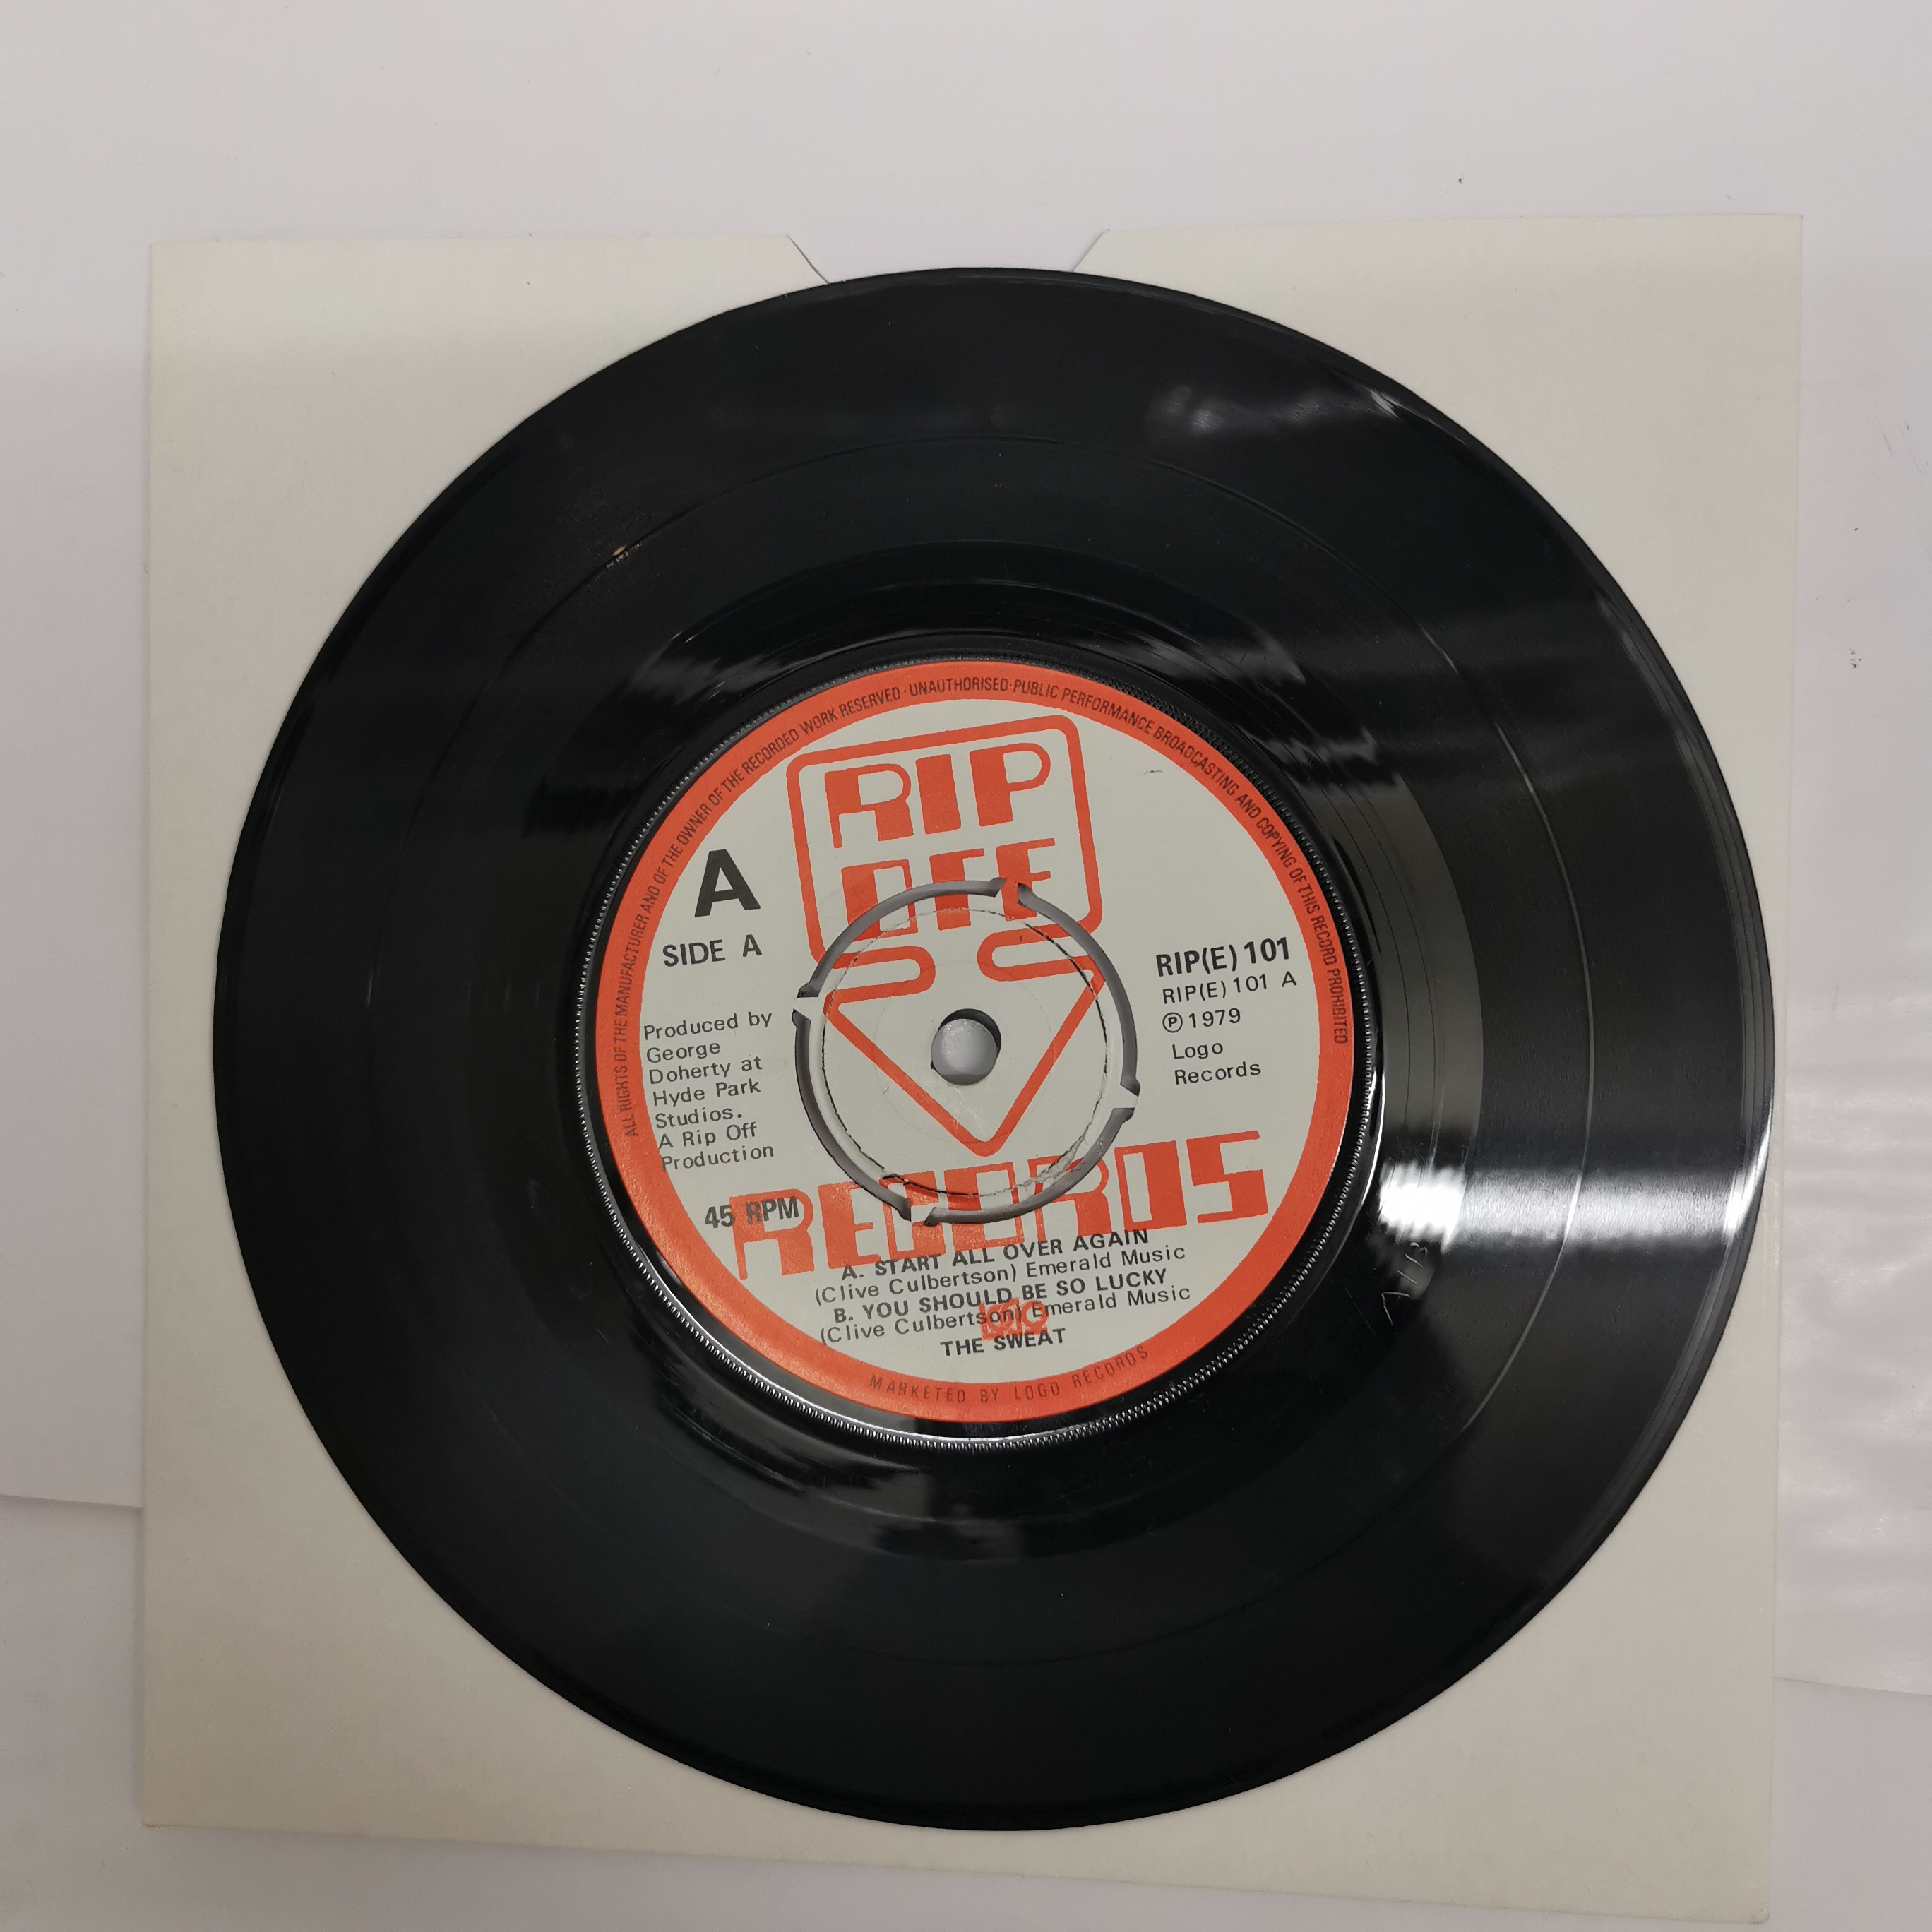 ALL RIGHTS OF THE MANUFACTURER AND OF THE OWNER OF THE RECORDED WORK RESERVED · UNAUTHORISED · PUBLIC PERFORMANCE BROADCASTING AND COPYING OF THIS RECORD PROHIBITED
RIP
OFF
A
SIDE A
RIP(E) 101
RIP(E) 101 A
℗ 1979
Logo
Records
Produced by
George
Doherty at
Hyde Park
Studios.
A Rip Off
Production
45 RPM
RECORDS
A. START ALL OVER AGAIN
(Clive Culbertson) Emerald Music
B. YOU SHOULD BE SO LUCKY
(Clive Culbertson) Emerald Music
logo
THE SWEAT
MARKETED BY LOGO RECORDS